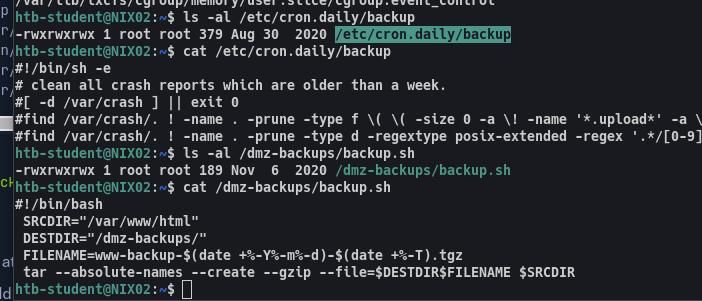 /var/lib/lxcfs/cgroup/memory/user.slice/cgroup.event_control
htb-student@NIX02:~$ ls -al /etc/cron.daily/backup
-rwxrwxrwx 1 root root 379 Aug 30  2020 /etc/cron.daily/backup
htb-student@NIX02:~$ cat /etc/cron.daily/backup
#!/bin/sh -e
# clean all crash reports which are older than a week.
#[ -d /var/crash ] || exit 0
#find /var/crash/. ! -name . -prune -type f \( \( -size 0 -a \! -name '*.upload*' -a \
#find /var/crash/. ! -name . -prune -type d -regextype posix-extended -regex '.*/[0-9]
htb-student@NIX02:~$ ls -al /dmz-backups/backup.sh
-rwxrwxrwx 1 root root 189 Nov  6  2020 /dmz-backups/backup.sh
htb-student@NIX02:~$ cat /dmz-backups/backup.sh
#!/bin/bash
 SRCDIR="/var/www/html"
 DESTDIR="/dmz-backups/"
 FILENAME=www-backup-$(date +%-Y%-m%-d)-$(date +%-T).tgz
 tar --absolute-names --create --gzip --file=$DESTDIR$FILENAME $SRCDIR
htb-student@NIX02:~$